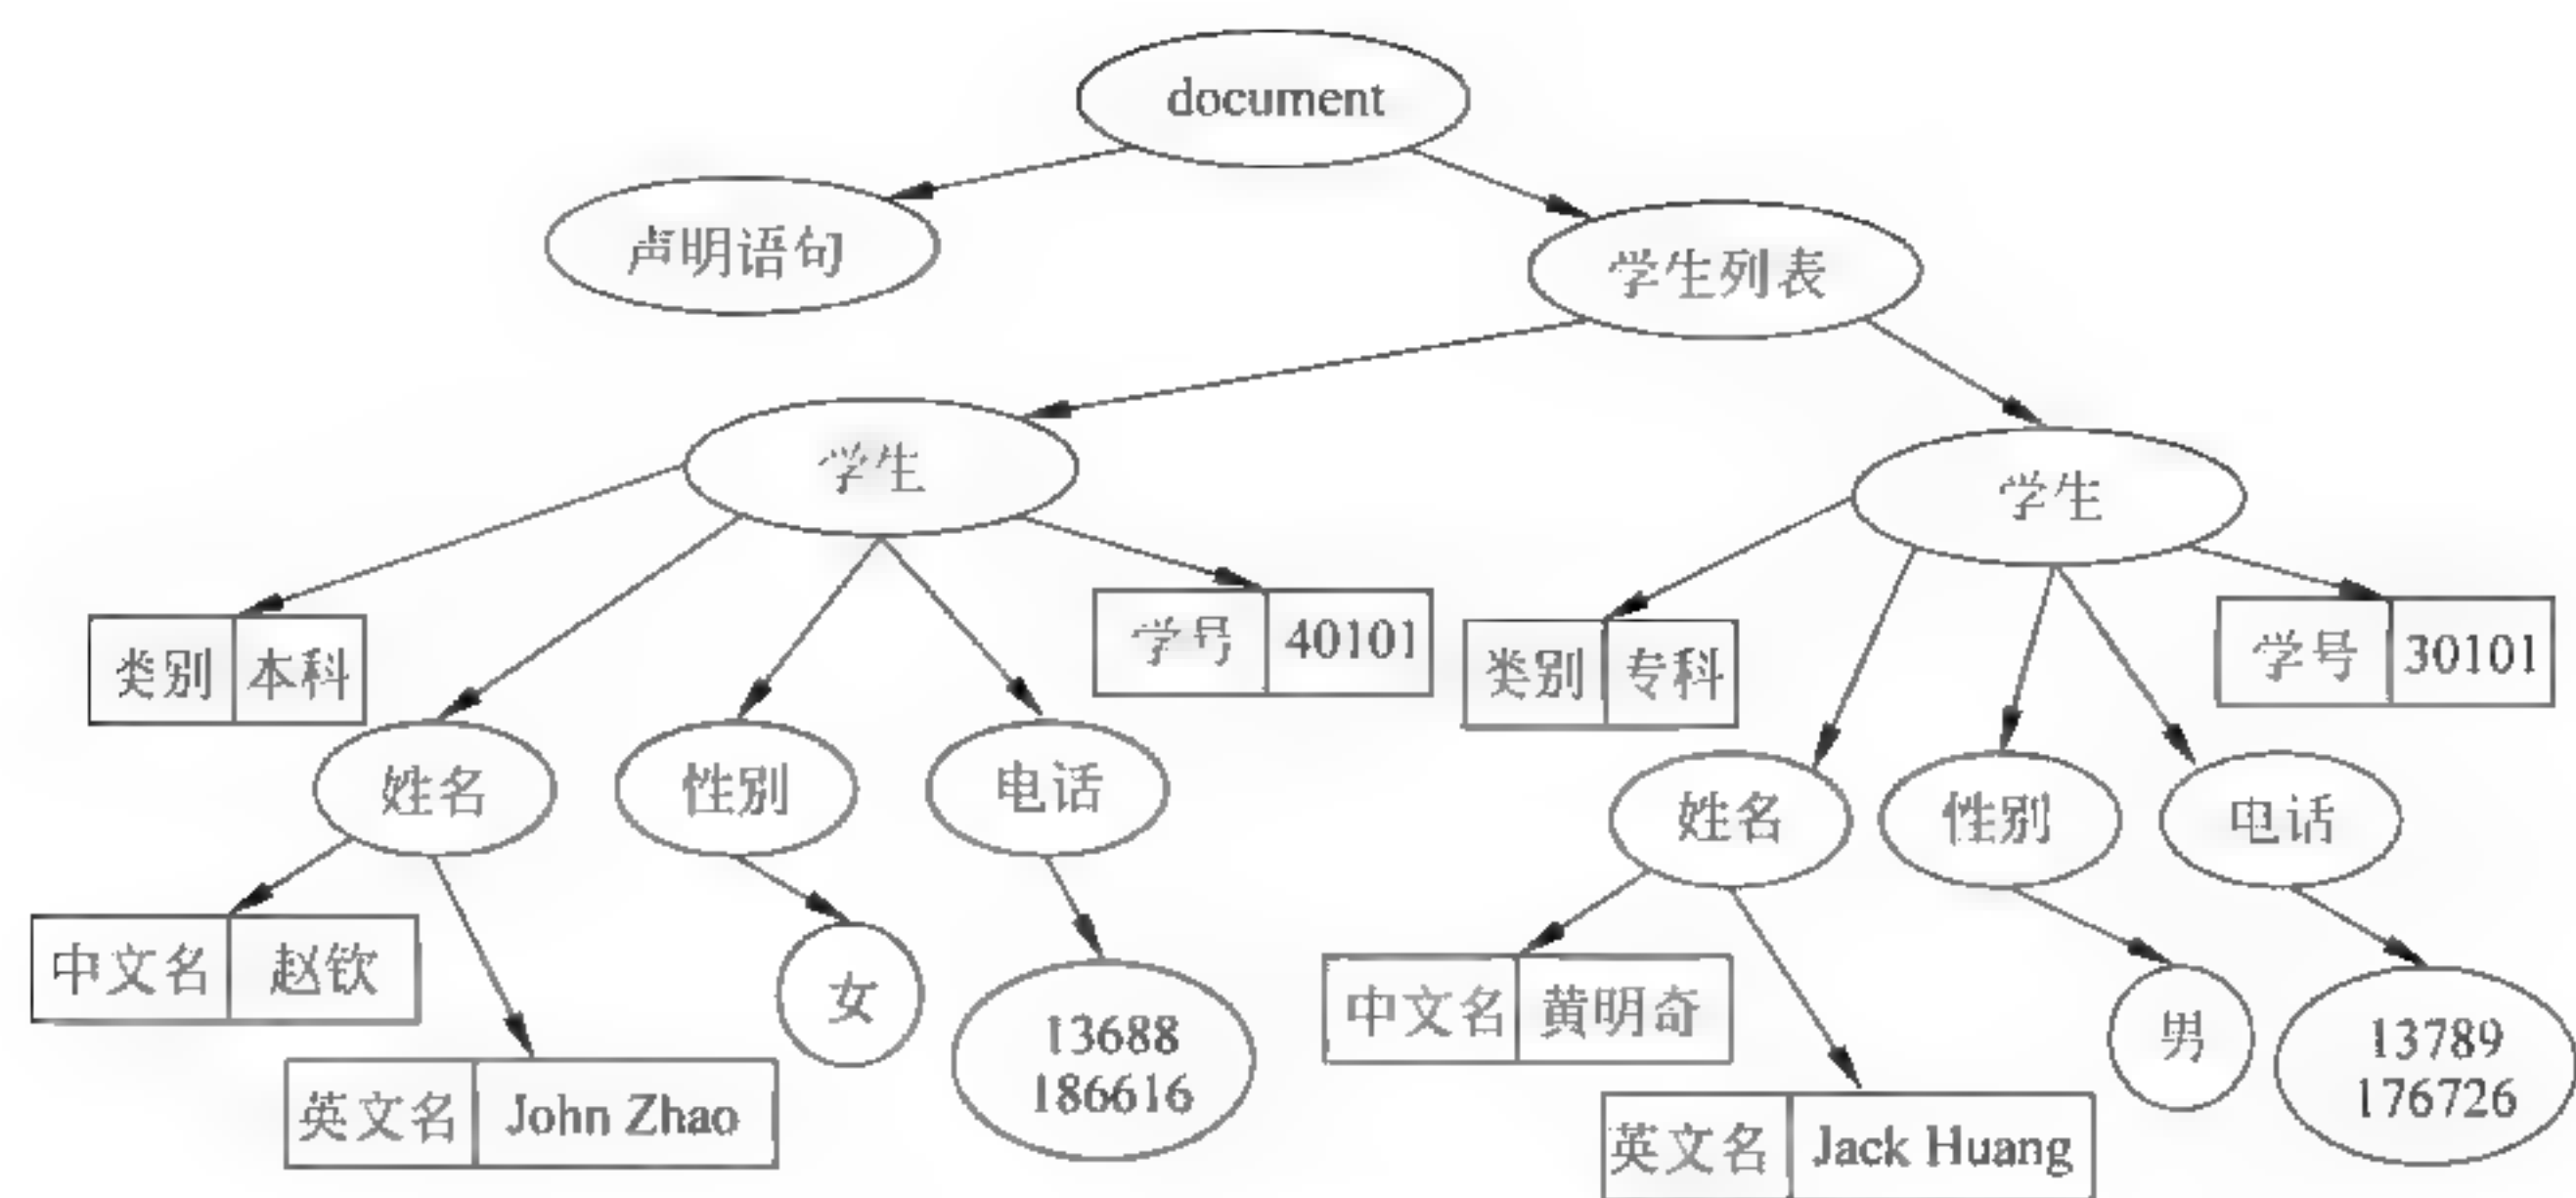 document
声明语句
学生列表
学生
学生
类别 本科
学号 40101
类别 专科
学号 30101
姓名
性别
电话
姓名
性别
电话
中文名 赵钦
女
13688
186616
英文名 John Zhao
中文名 黄明奇
男
13789
176726
英文名 Jack Huang